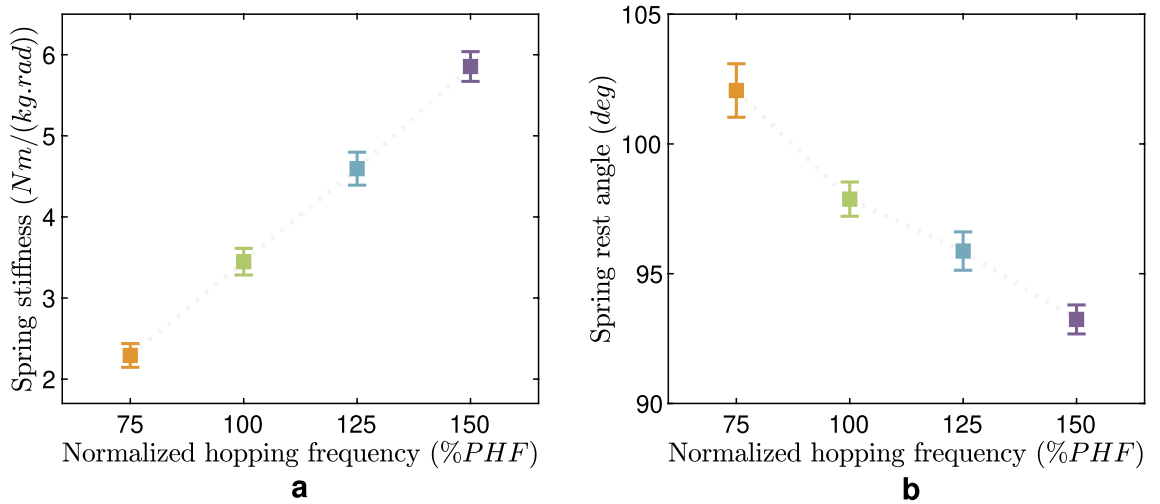 Spring stiffness (Nm/(kg.rad))
6
5
4
3
2
75 100 125 150
Normalized hopping frequency (%PHF)
a
Spring rest angle (deg)
105
100
95
90
75 100 125 150
Normalized hopping frequency (%PHF)
b